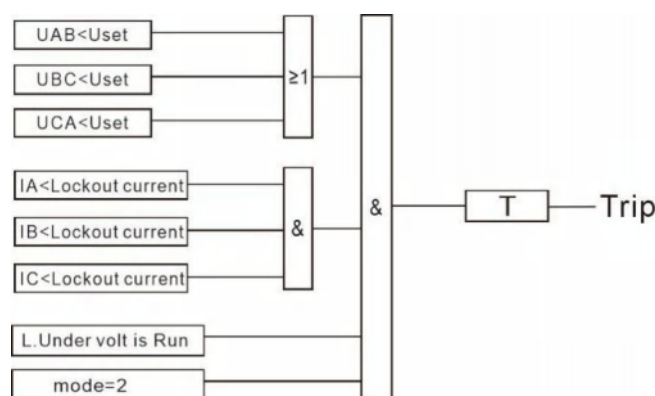 UAB<Uset
UBC<Uset
≥1
UCA<Uset
IA<Lockout current
IB<Lockout current
&
IC<Lockout current
&
T
Trip
L.Under volt is Run
mode=2